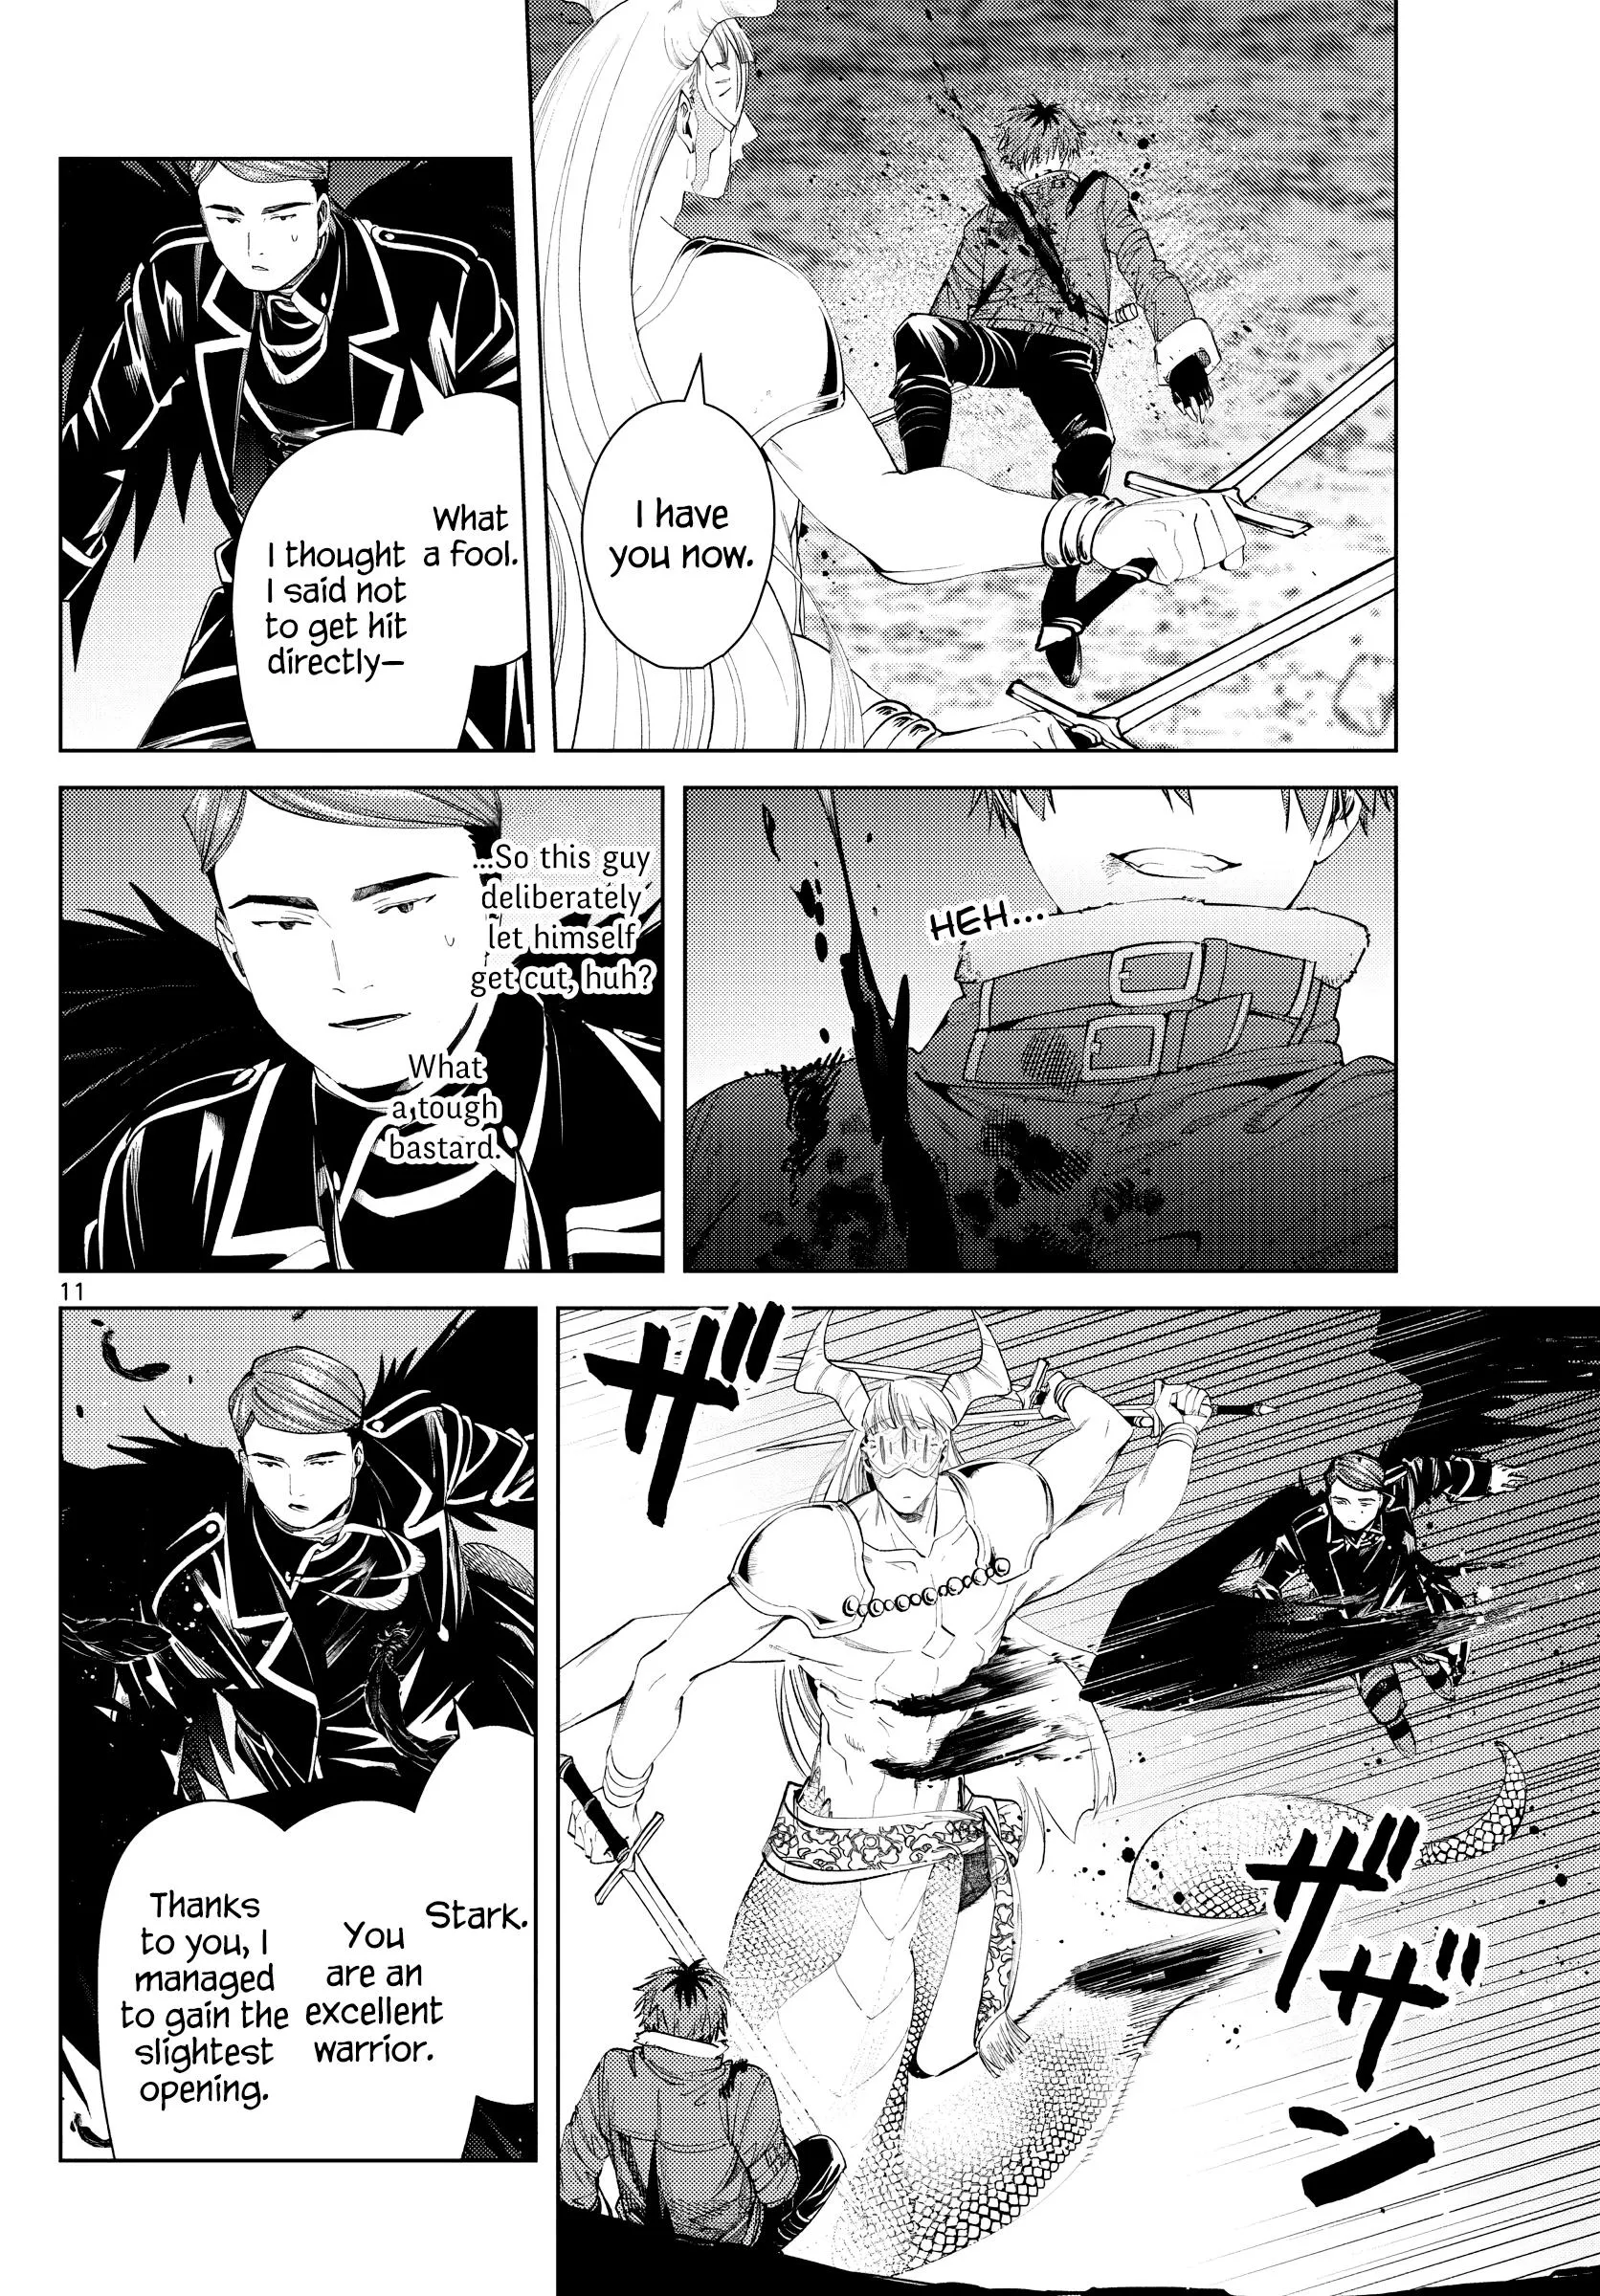 I have
you now.
What
a fool.
I thought
I said not
to get hit
directly—
HEH...
...So this guy
deliberately
let himself
get cut, huh?
What
a tough
bastard.
11
ザ
ザザザン
Stark.
You
are an
excellent
warrior.
Thanks
to you, I
managed
to gain the
slightest
opening.